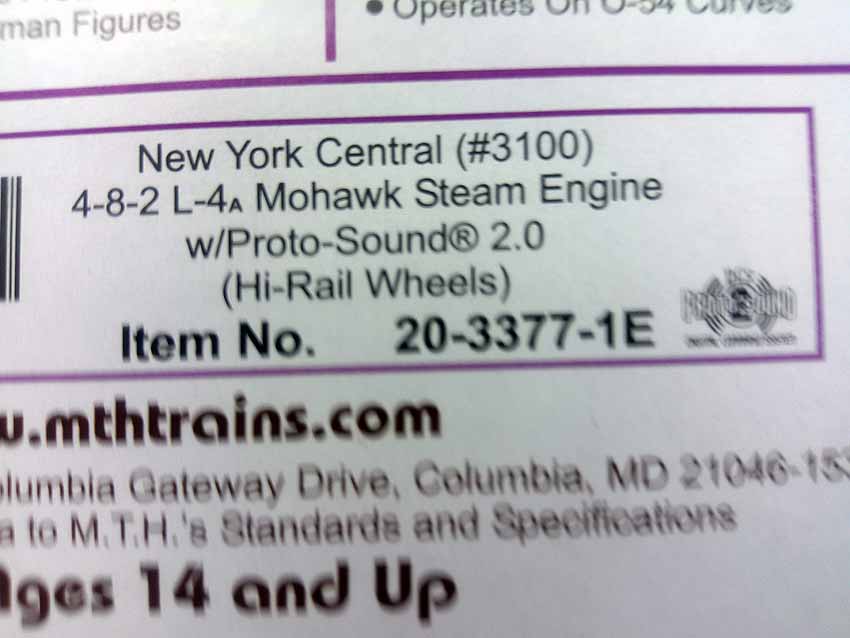 man Figures
• Operates On O-54 Curves
New York Central (#3100)
4-8-2 L-4A Mohawk Steam Engine
w/Proto-Sound® 2.0
(Hi-Rail Wheels)
Item No. 20-3377-1E
.mthtrains.com
lumbia Gateway Drive, Columbia, MD 21046-15
a to M.T.H.'s Standards and Specifications
Ages 14 and Up